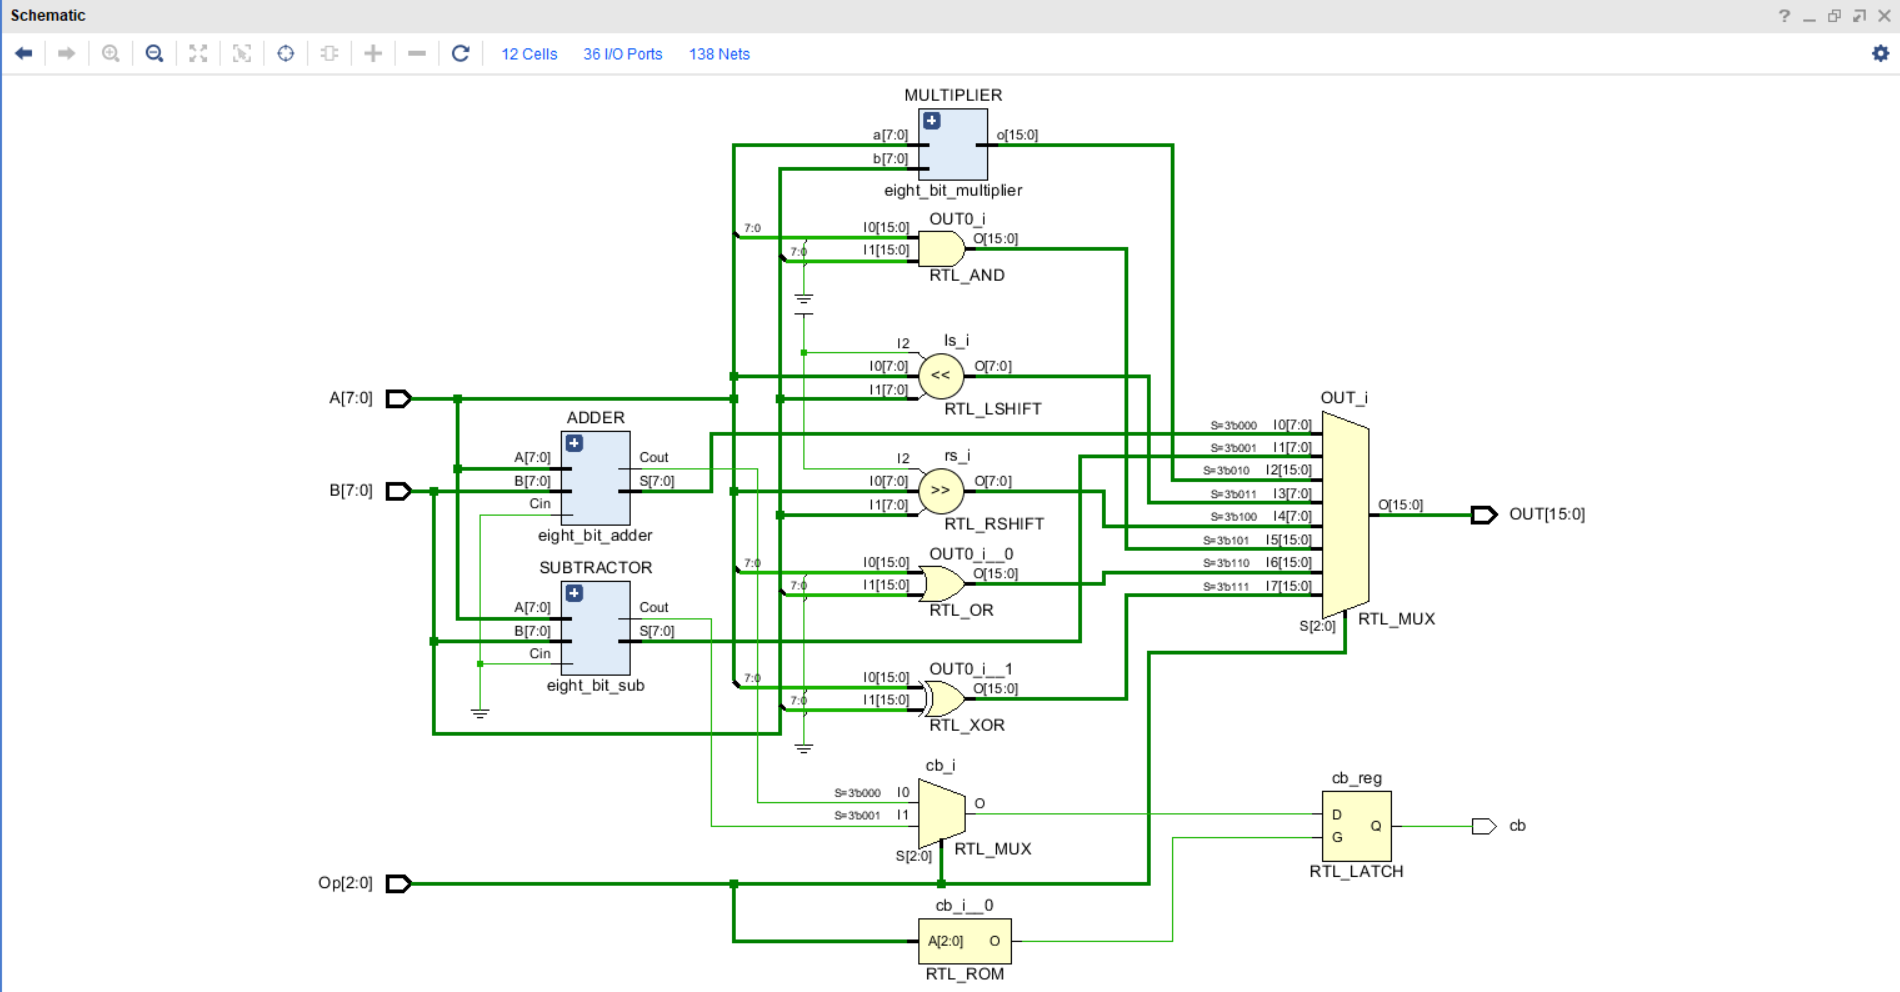 Schematic
12 Cells 36 I/O Ports 138 Nets
MULTIPLIER
a[7:0] o[15:0]
b[7:0]
eight_bit_multiplier
OUT0_i
7:0 I0[15:0] O[15:0]
7:0 I1[15:0]
RTL_AND
ls_i
I2
I0[7:0] << O[7:0]
I1[7:0]
RTL_LSHIFT
A[7:0]
OUT_i
ADDER
S=3'b000 I0[7:0]
S=3'b001 I1[7:0]
A[7:0] Cout
I2 rs_i
S=3'b010 I2[15:0]
B[7:0]
B[7:0] S[7:0]
I0[7:0] >> O[7:0]
S=3'b011 I3[7:0]
Cin
I1[7:0]
S=3'b100 I4[7:0]
O[15:0]
OUT[15:0]
RTL_RSHIFT
eight_bit_adder
S=3'b101 I5[15:0]
SUBTRACTOR
OUT0_i__0
7:0 I0[15:0] O[15:0]
S=3'b110 I6[15:0]
7:0 I1[15:0]
S=3'b111 I7[15:0]
A[7:0] Cout
RTL_OR
S[2:0] RTL_MUX
B[7:0] S[7:0]
Cin
eight_bit_sub
OUT0_i__1
7:0 I0[15:0] O[15:0]
7:0 I1[15:0]
RTL_XOR
cb_i
cb_reg
S=3'b000 I0 O
S=3'b001 I1
D
Q
G
cb
S[2:0] RTL_MUX
RTL_LATCH
Op[2:0]
cb_i__0
A[2:0] O
RTL_ROM